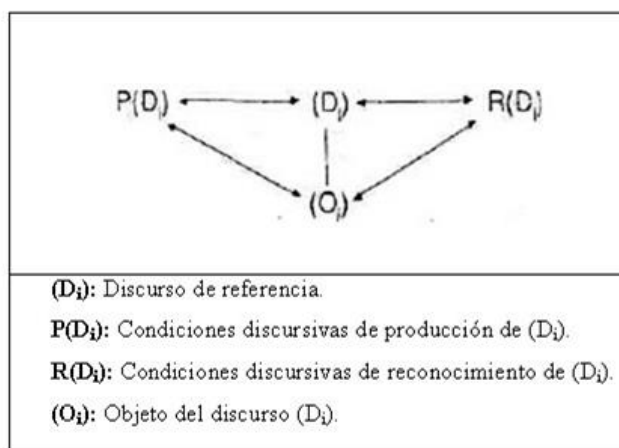 P(Di) (Di) R(Di)
(Oi)
(Di): Discurso de referencia.
P(Di): Condiciones discursivas de producción de (Di).
R(Di): Condiciones discursivas de reconocimiento de (Di).
(Oi): Objeto del discurso (Di).